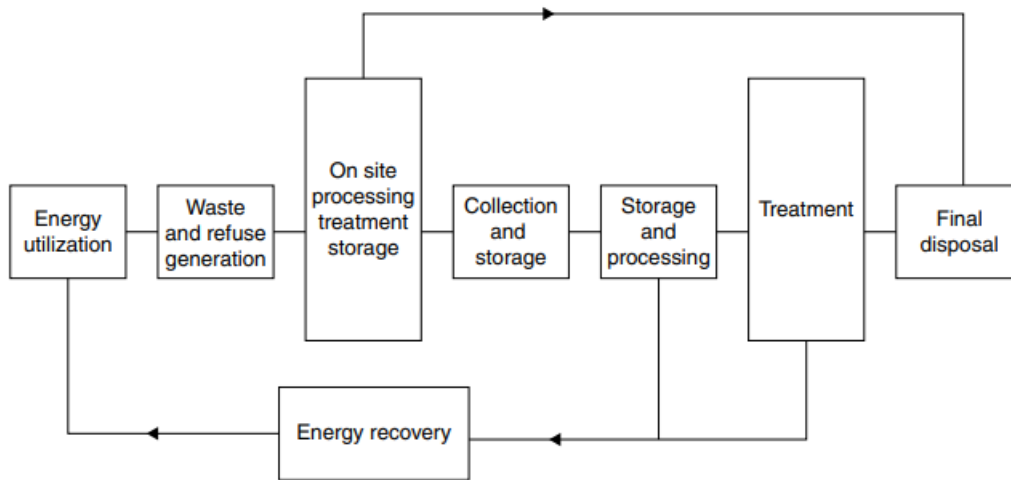 Energy
utilization
Waste
and refuse
generation
On site
processing
treatment
storage
Collection
and
storage
Storage
and
processing
Treatment
Final
disposal
Energy recovery